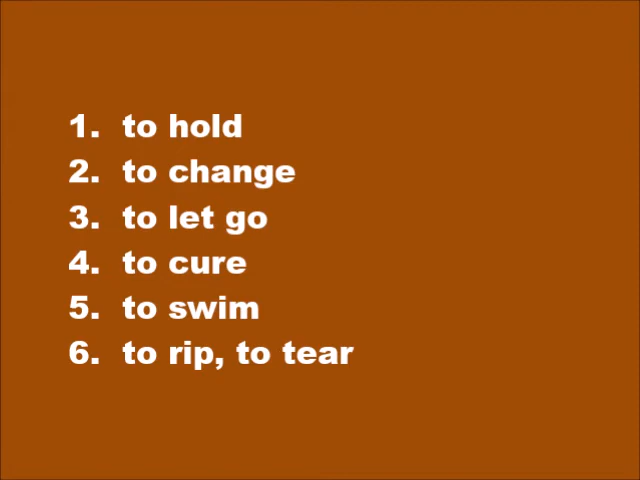 1. to hold
2. to change
3. to let go
4. to cure
5. to swim
6. to rip, to tear